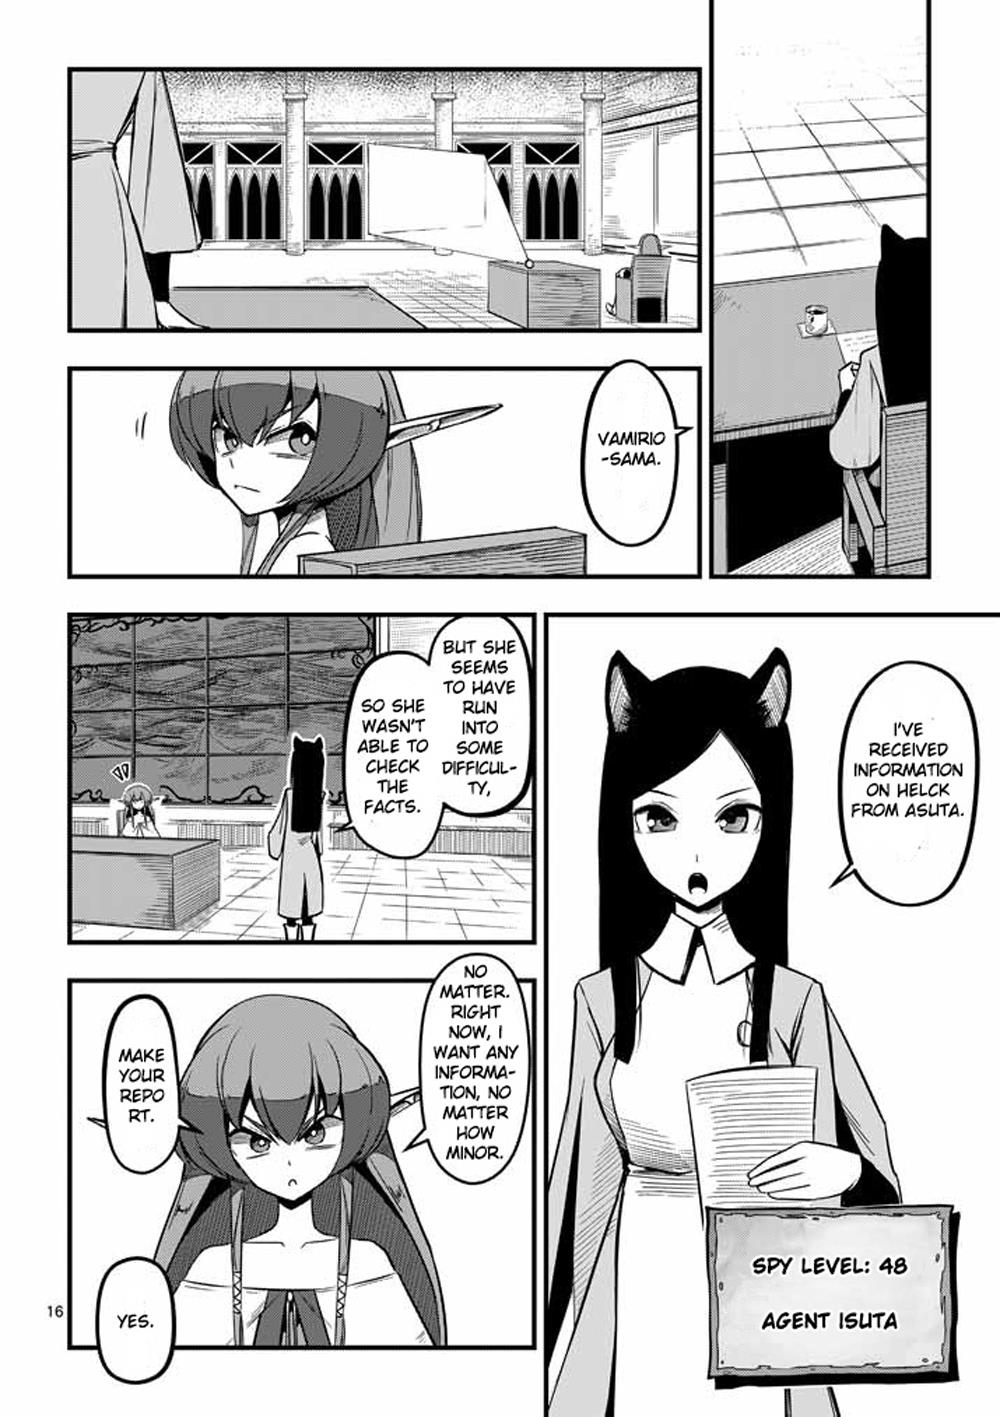 VAMIRIO
-SAMA.
I'VE
RECEIVED
INFORMATION
ON HELCK
FROM ASUTA.
SPY LEVEL: 48
AGENT ISUTA
BUT SHE
SEEMS
TO HAVE
RUN
INTO
SOME
DIFFICUL-
TY,
SO SHE
WASN'T
ABLE TO
CHECK
THE
FACTS.
NO
MATTER.
RIGHT
NOW, I
WANT ANY
INFORMA-
TION, NO
MATTER
HOW
MINOR.
MAKE
YOUR
REPO
RT.
YES.
16